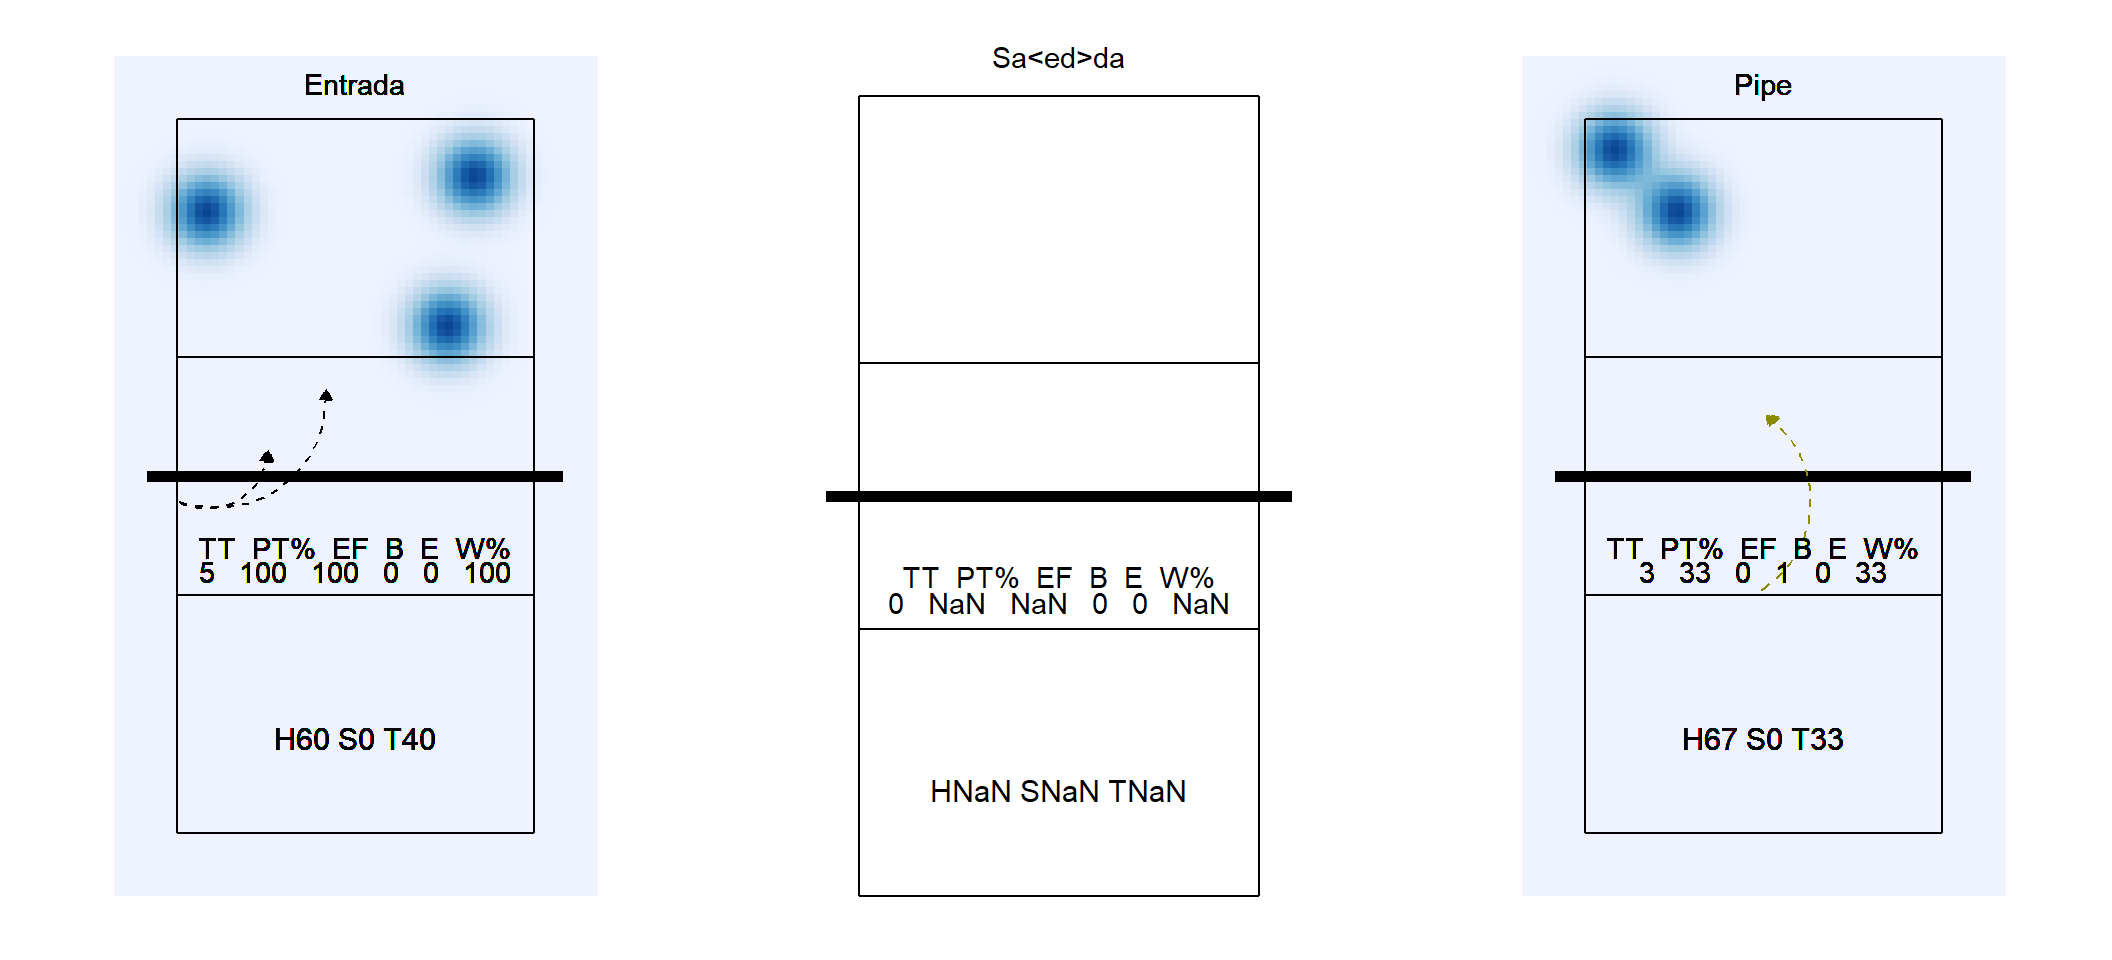 Entrada
TT PT% EF B E W%
5 100 100 0 0 100
H60 S0 T40
Sa<ed>da
TT PT% EF B E W%
0 NaN NaN 0 0 NaN
HNaN SNaN TNaN
Pipe
TT PT% EF B E W%
3 33 0 1 0 33
H67 S0 T33